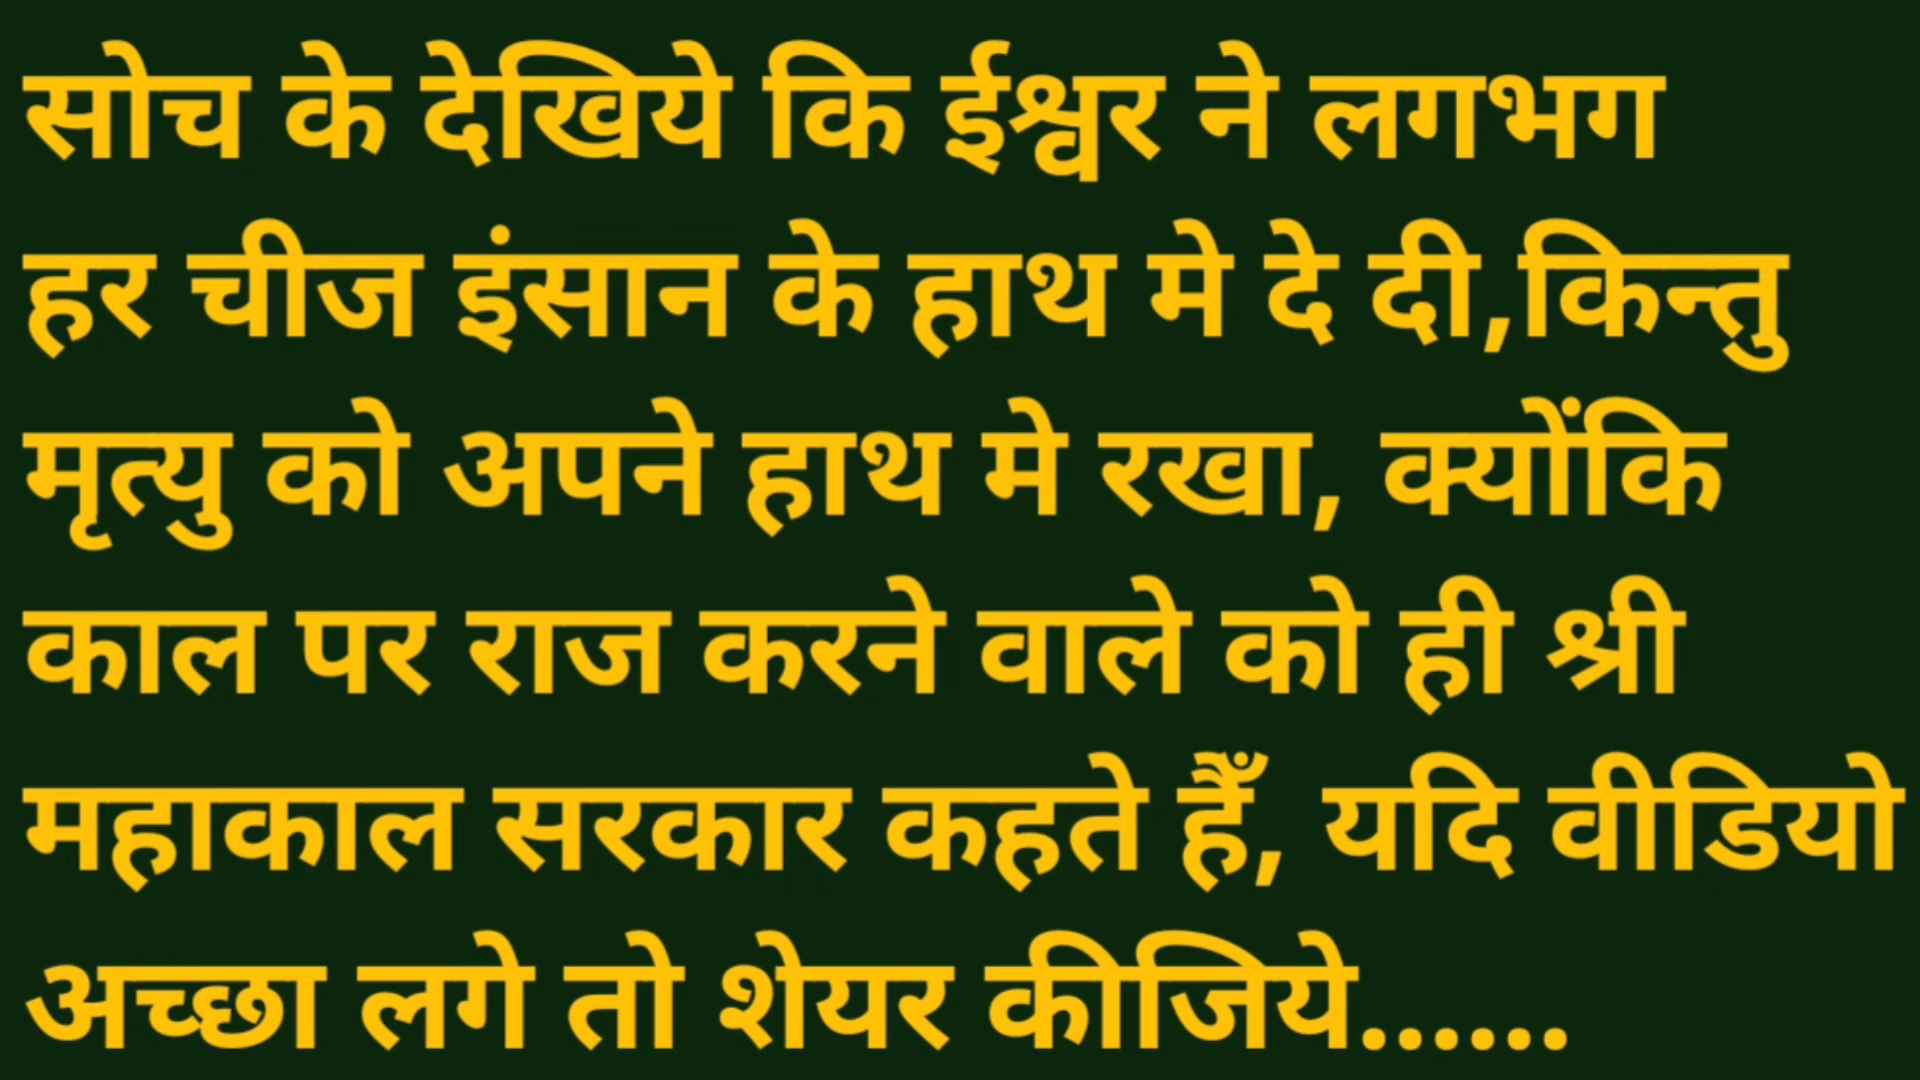 सोच के देखिये कि ईश्वर ने लगभग
हर चीज इंसान के हाथ मे दे दी,किन्तु
मृत्यु को अपने हाथ मे रखा, क्योंकि
काल पर राज करने वाले को ही श्री
महाकाल सरकार कहते हैँ, यदि वीडियो
अच्छा लगे तो शेयर कीजिये......